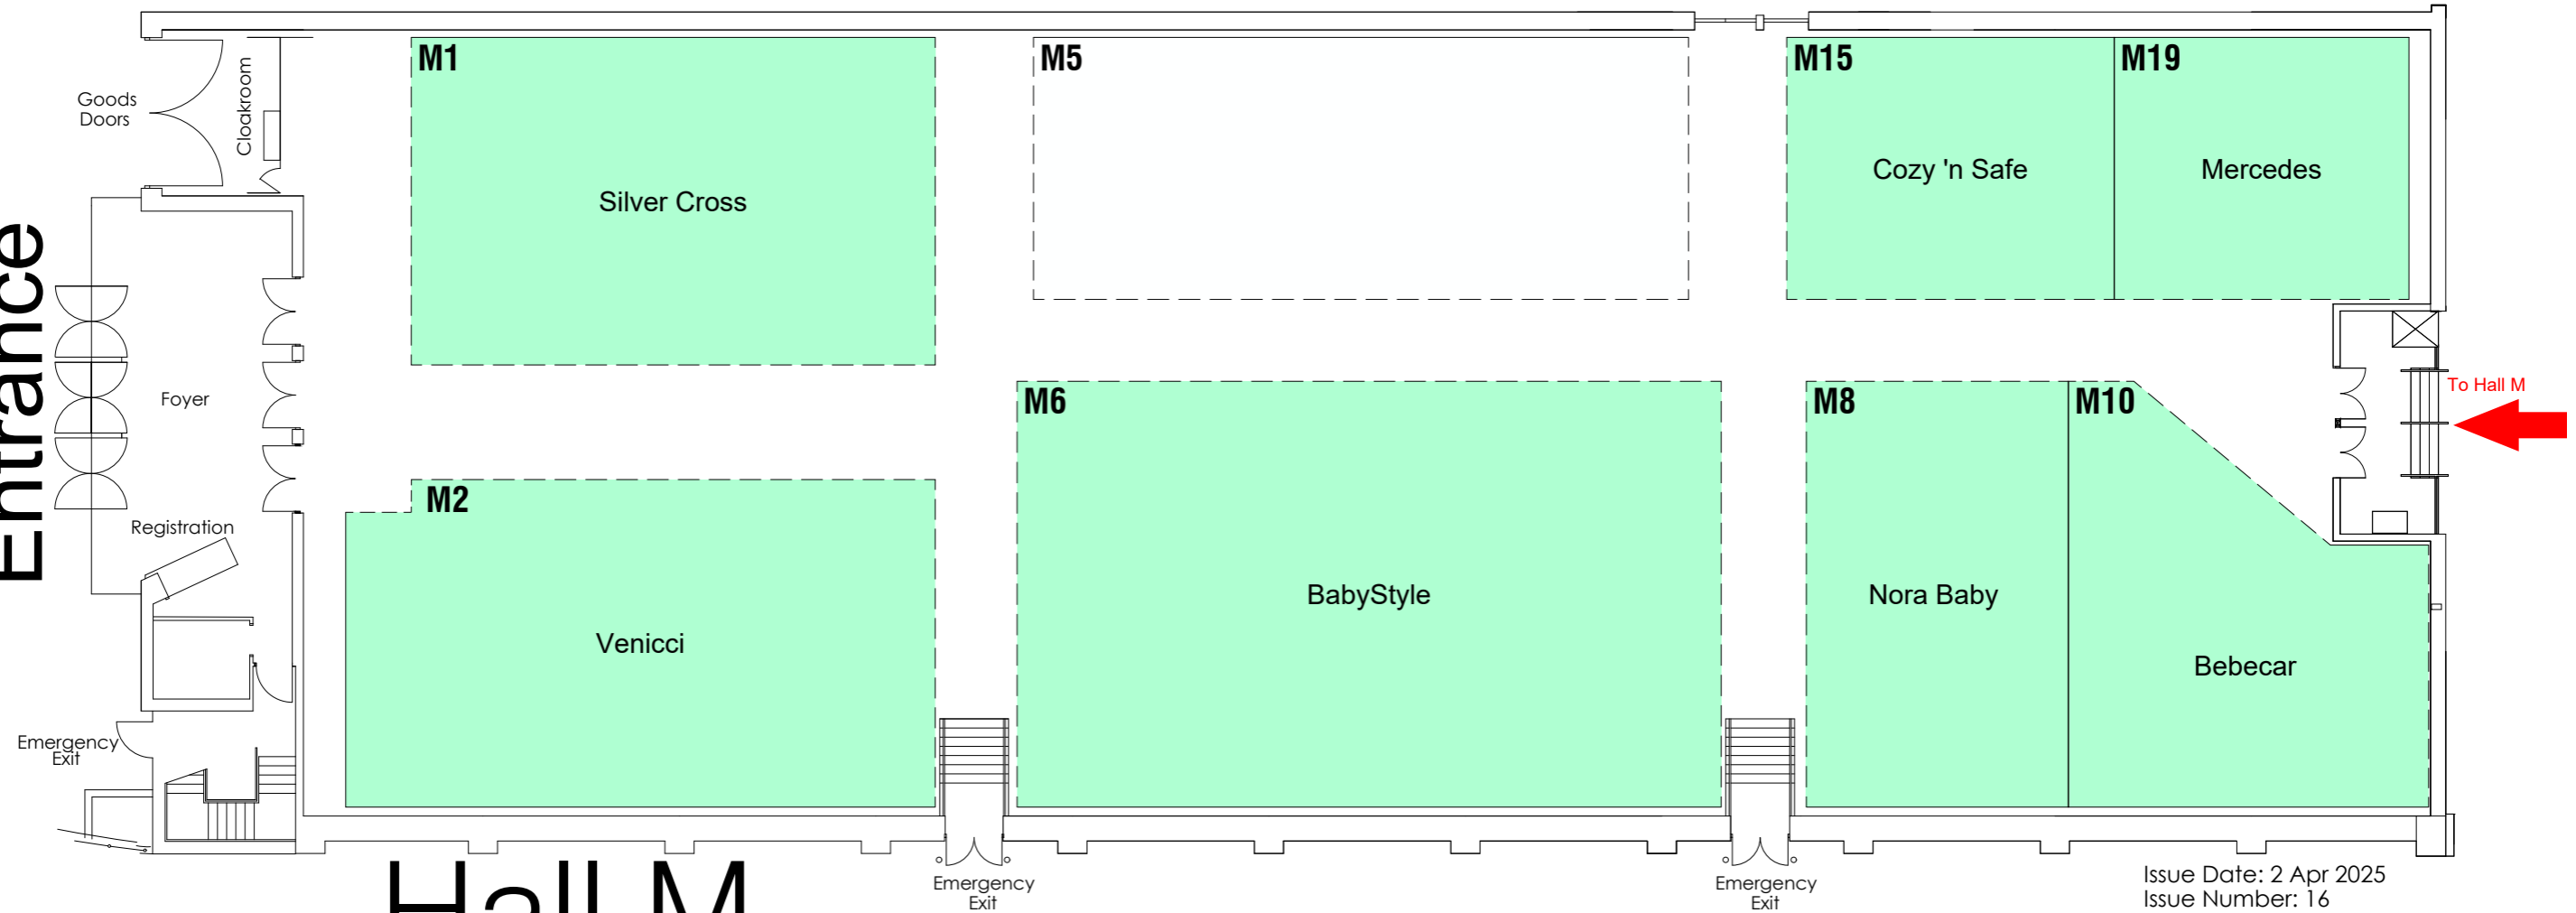 M1
M5
M15
M19
Goods
Doors
Cloakroom
Silver Cross
Cozy 'n Safe
Mercedes
Entrance
Foyer
To Hall M
M6
M8
M10
M2
Registration
BabyStyle
Nora Baby
Venicci
Bebecar
Emergency
Exit
Hall M
Emergency
Exit
Emergency
Exit
Issue Date: 2 Apr 2025
Issue Number: 16